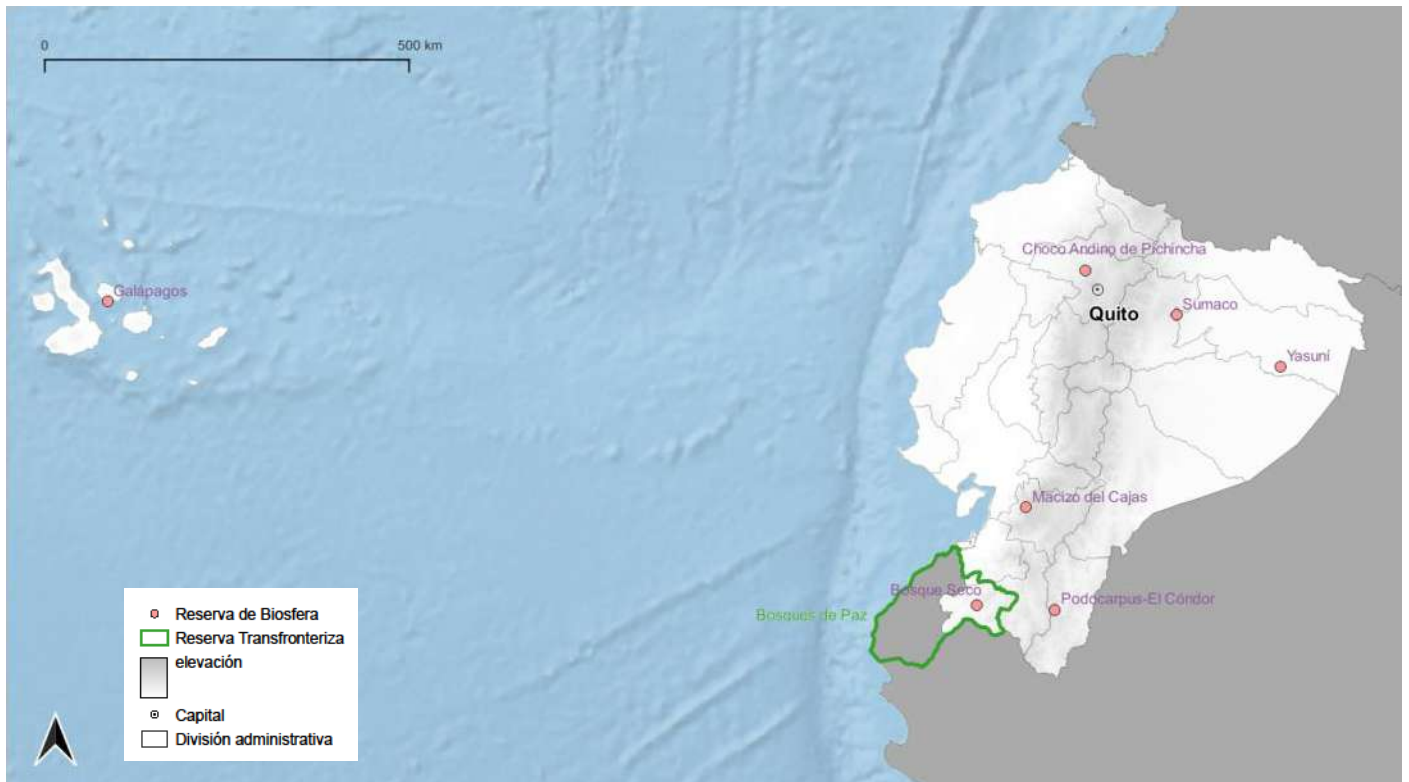 0
500 km
Choco Andino de Pichincha
Galápagos
Quito
Sumaco
Yasuní
Macizo del Cajas
Bosque Seco
Podocarpus-El Cóndor
Bosques de Paz
Reserva de Biosfera
Reserva Transfronteriza
elevación
Capital
División administrativa